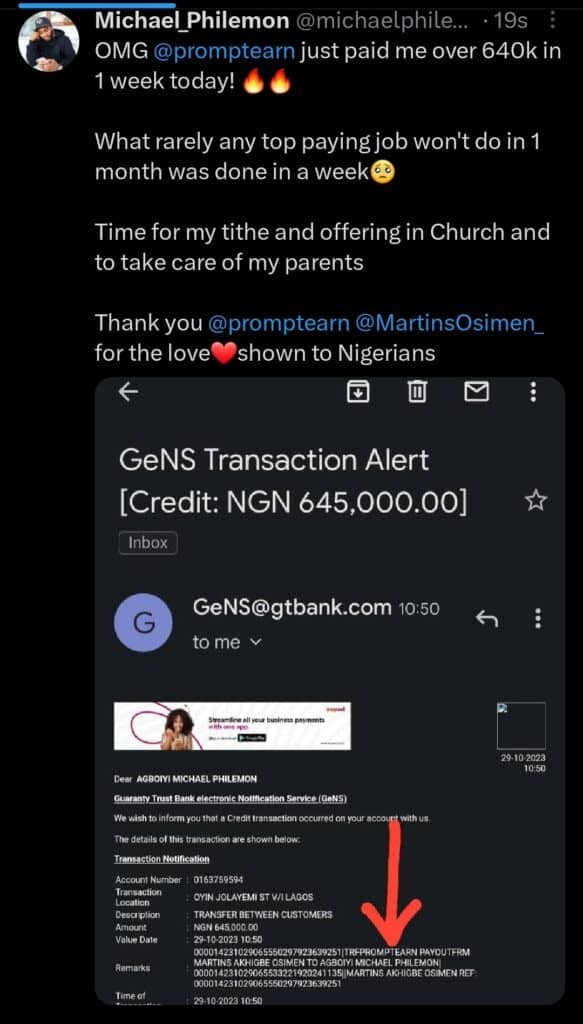 Michael_Philemon @michaelphile... · 19s
OMG @promptearn just paid me over 640k in
1 week today! 🔥🔥
What rarely any top paying job won't do in 1
month was done in a week🥺
Time for my tithe and offering in Church and
to take care of my parents
Thank you @promptearn @MartinsOsimen_
for the love❤️shown to Nigerians
GeNS Transaction Alert
[Credit: NGN 645,000.00]
Inbox
G
GeNS@gtbank.com 10:50
to me
Streamline all your business payments
with one app
29-10-2023
10:50
Dear AGBOIYI MICHAEL PHILEMON
Guaranty Trust Bank electronic Notification Service (GeNS)
We wish to inform you that a Credit transaction occurred on your account with us.
The details of this transaction are shown below:
Transaction Notification
Account Number : 0163759594
Transaction
Location : OYIN JOLAYEMI ST V/I LAGOS
Description : TRANSFER BETWEEN CUSTOMERS
Amount : NGN 645,000.00
Value Date : 29-10-2023 10:50
Remarks : 000014231029065550297923639251|TRFPROMPTEARN PAYOUTFRM
MARTINS AKHIGBE OSIMEN TO AGBOIYI MICHAEL PHILEMON|
000014231029065533221920241135||MARTINS AKHIGBE OSIMEN REF:
000014231029065550297923639251
Time of
Transaction : 29-10-2023 10:50